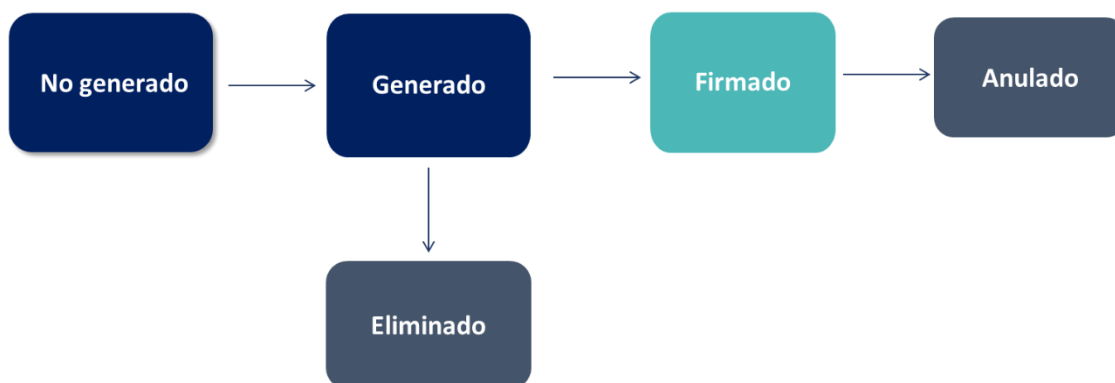 No generado
Generado
Firmado
Anulado
Eliminado